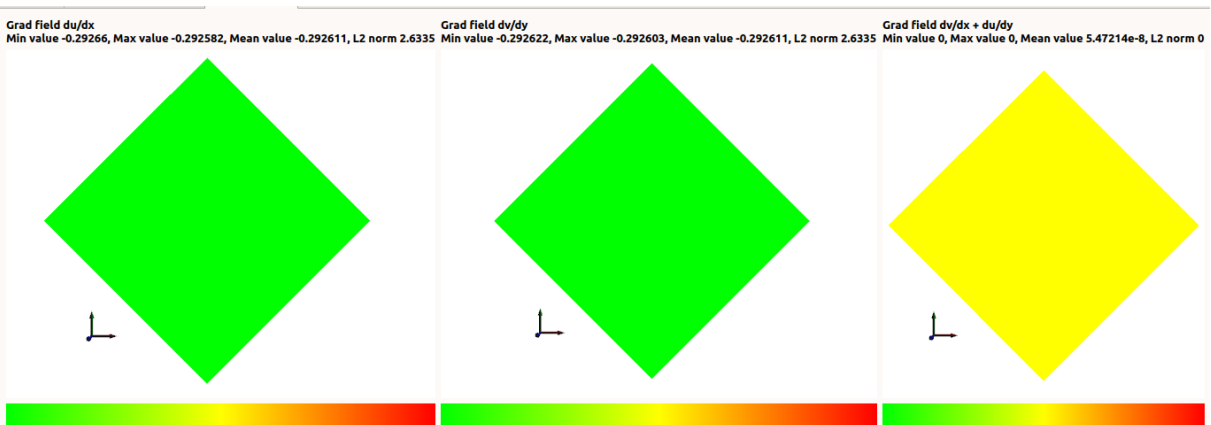 Grad field du/dx
Min value -0.29266, Max value -0.292582, Mean value -0.292611, L2 norm 2.6335
Grad field dv/dy
Min value -0.292622, Max value -0.292603, Mean value -0.292611, L2 norm 2.6335
Grad field dv/dx + du/dy
Min value 0, Max value 0, Mean value 5.47214e-8, L2 norm 0